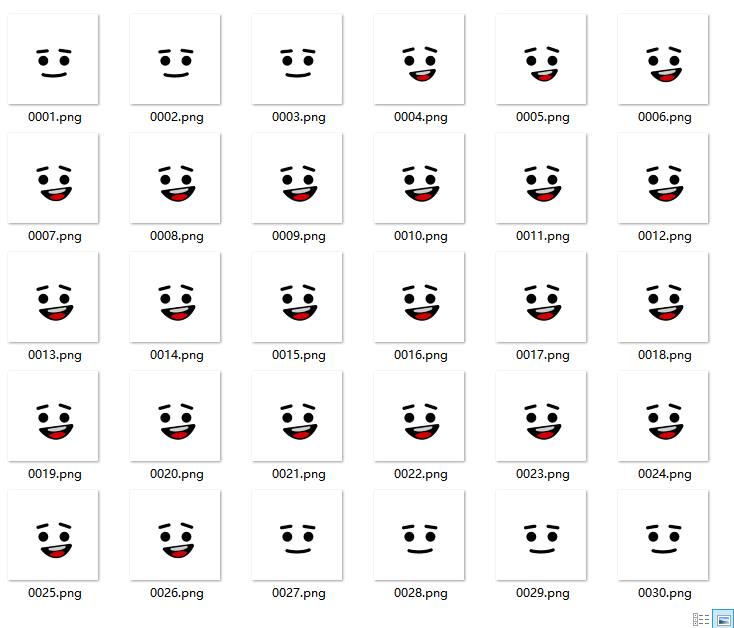 0001.png 0002.png 0003.png 0004.png 0005.png 0006.png
0007.png 0008.png 0009.png 0010.png 0011.png 0012.png
0013.png 0014.png 0015.png 0016.png 0017.png 0018.png
0019.png 0020.png 0021.png 0022.png 0023.png 0024.png
0025.png 0026.png 0027.png 0028.png 0029.png 0030.png